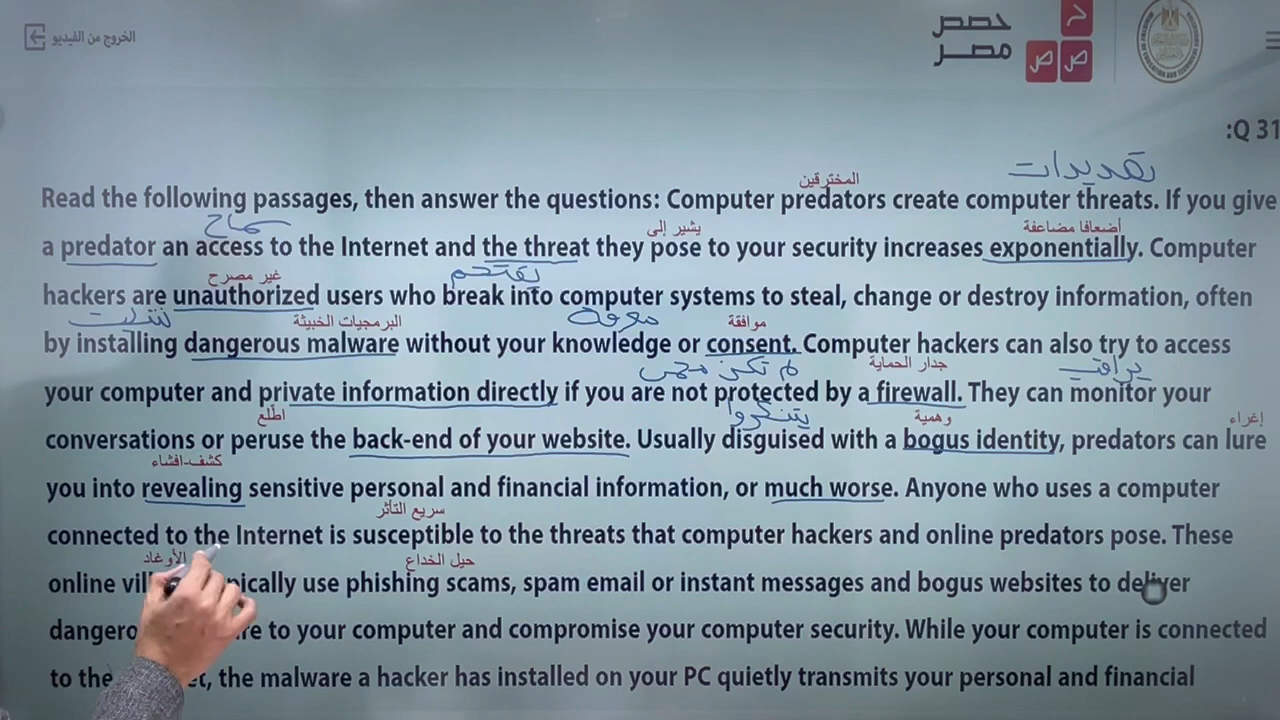 الخروج من الفيديو
حصص
مصر
ح
ص ص
:Q 31
تهديدات
المخترقين
Read the following passages, then answer the questions: Computer predators create computer threats. If you give
سماح يشير إلى أضعافا مضاعفة
a predator an access to the Internet and the threat they pose to your security increases exponentially. Computer
غير مصرح يقتحم
hackers are unauthorized users who break into computer systems to steal, change or destroy information, often
البرمجيات الخبيثة معرفة موافقة
by installing dangerous malware without your knowledge or consent. Computer hackers can also try to access
لم تكن جدار الحماية يراقب
your computer and private information directly if you are not protected by a firewall. They can monitor your
اطّلع يتنكروا وهمية إغراء
conversations or peruse the back-end of your website. Usually disguised with a bogus identity, predators can lure
كشف-افشاء
you into revealing sensitive personal and financial information, or much worse. Anyone who uses a computer
سريع التأثر
connected to the Internet is susceptible to the threats that computer hackers and online predators pose. These
الأوغاد حيل الخداع
online use phishing scams, spam email or instant messages and bogus websites to deliver
to your computer and compromise your computer security. While your computer is connected
to the malware a hacker has installed on your PC quietly transmits your personal and financial